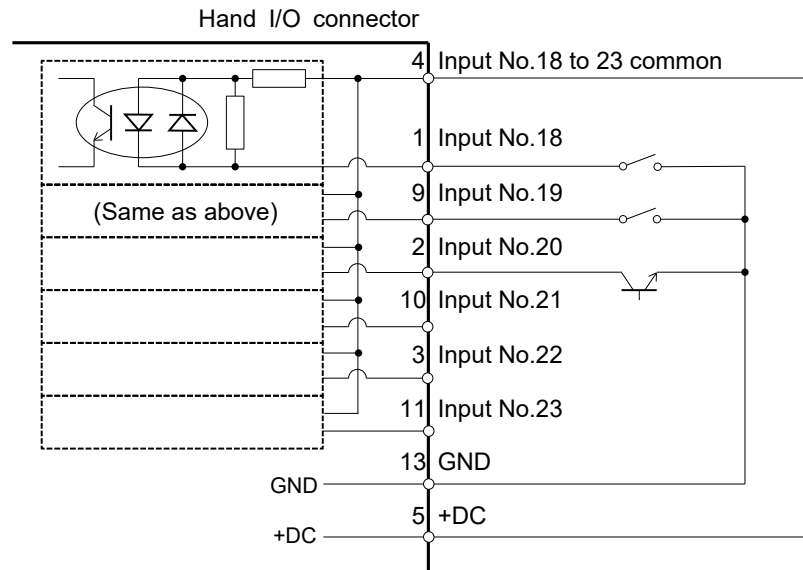 Hand I/O connector
4 Input No.18 to 23 common
1 Input No.18
9 Input No.19
(Same as above)
2 Input No.20
10 Input No.21
3 Input No.22
11 Input No.23
13 GND
GND
5 +DC
+DC